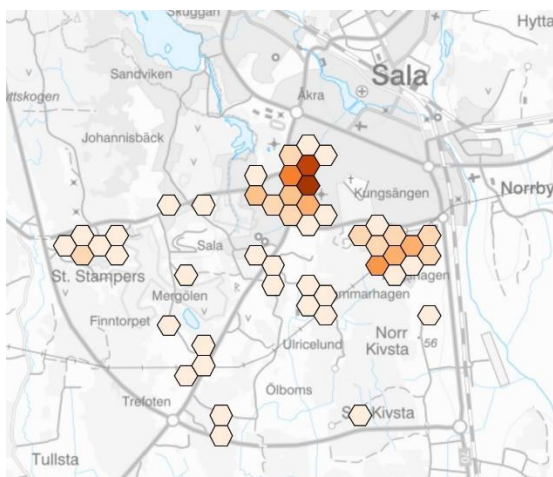 Skuggan
Hytta
Sandviken
Sala
yttskogen
Åkra
Johannisbäck
Kungsängen
Norrby
Sala
St. Stampers
Mergölen
hagen
mmarhagen
Finntorpet
Norr
Kivsta
56
Ulricelund
Ölboms
Trefoten
Kivsta
Tullsta